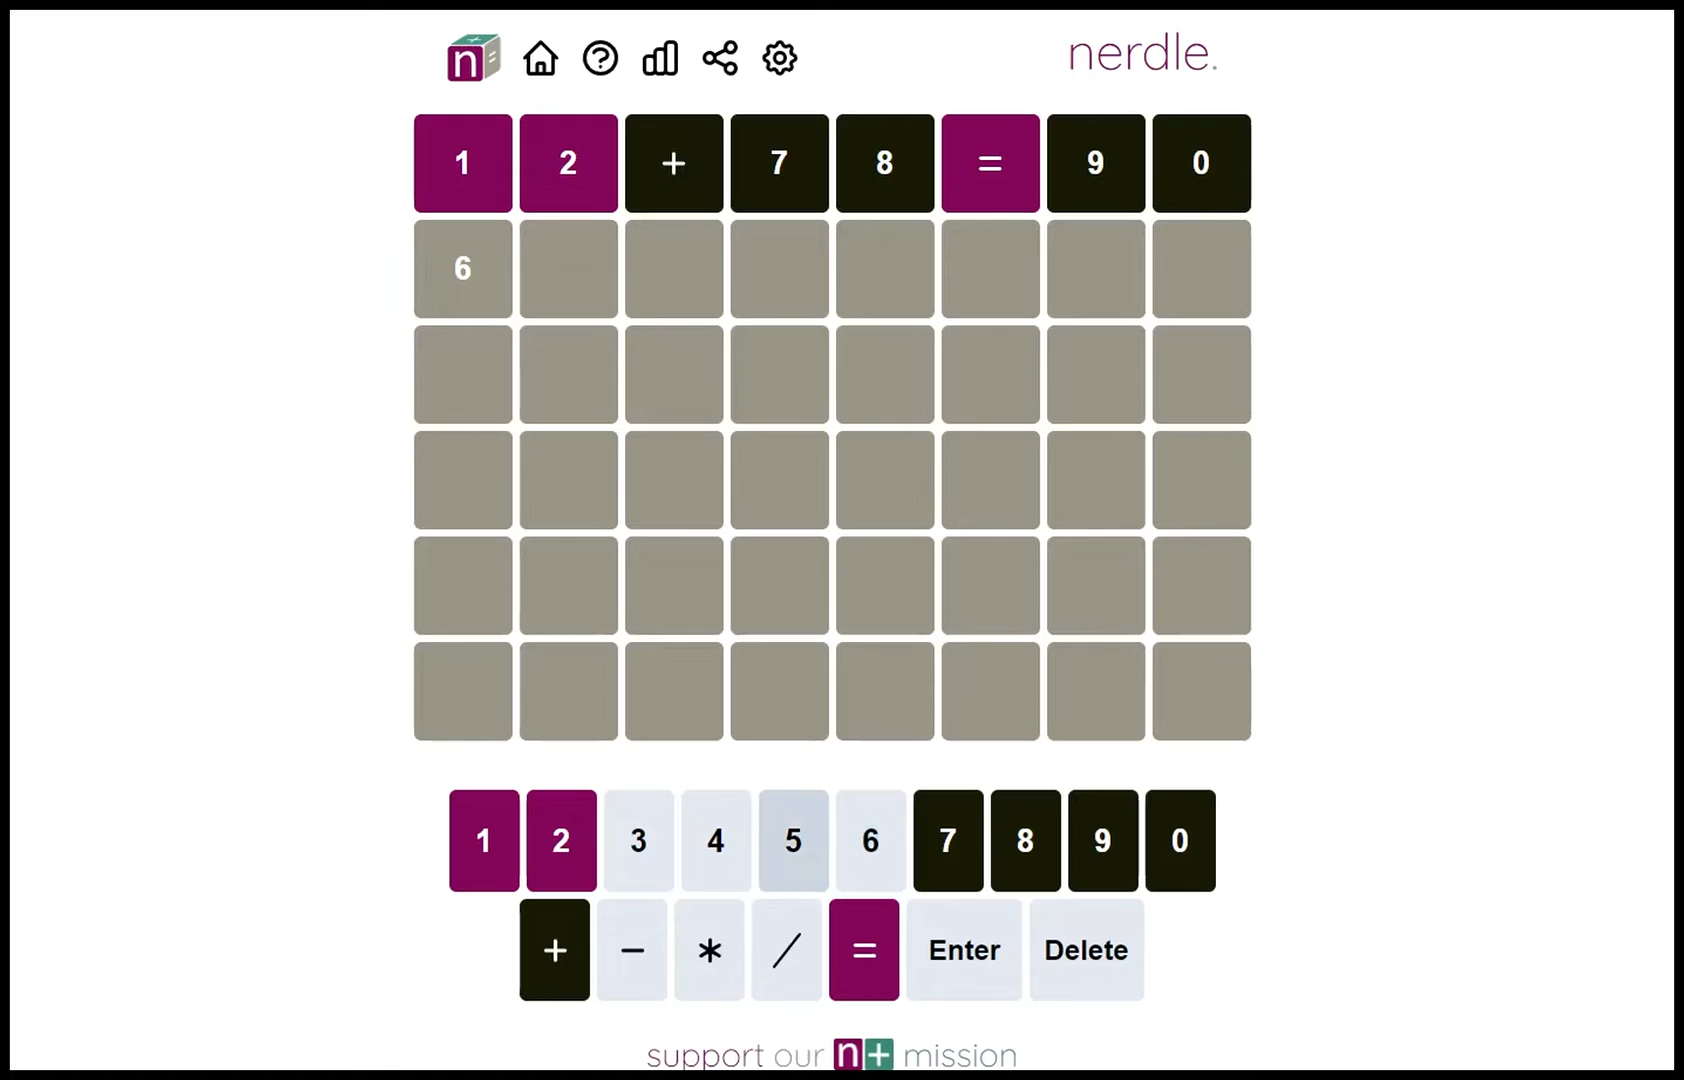 n nerdle.
1 2 + 7 8 = 9 0
6
1 2 3 4 5 6 7 8 9 0
+ - * / = Enter Delete
support our n+ mission